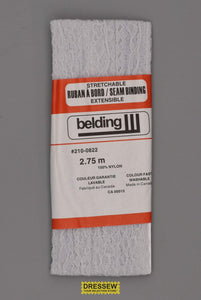 STRETCHABLE
RUBAN A BORD / SEAM BINDING
EXTENSIBLE
belding
#210-0822
2.75 m
100% NYLON
COULEUR GARANTIE
LAVABLE
Fabriqué au Canada
COLOUR FAST
WASHABLE
Made in Canada
CA 00015
DRESSEW